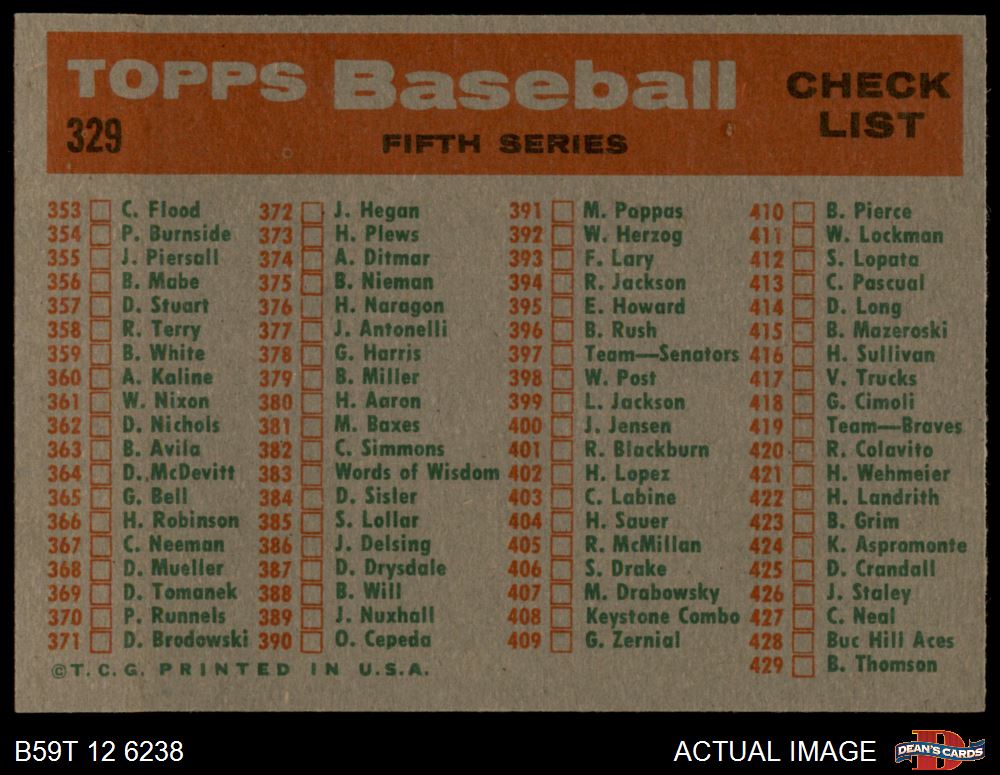 TOPPS Baseball CHECK LIST
329 FIFTH SERIES
353 C. Flood
354 P. Burnside
355 J. Piersall
356 B. Mabe
357 D. Stuart
358 R. Terry
359 B. White
360 A. Kaline
361 W. Nixon
362 D. Nichols
363 B. Avila
364 D. McDevitt
365 G. Bell
366 H. Robinson
367 C. Neeman
368 D. Mueller
369 D. Tomanek
370 P. Runnels
371 D. Brodowski
372 J. Hegan
373 H. Plews
374 A. Ditmar
375 B. Nieman
376 H. Naragon
377 J. Antonelli
378 G. Harris
379 B. Miller
380 H. Aaron
381 M. Baxes
382 C. Simmons
383 Words of Wisdom
384 D. Sisler
385 S. Lollar
386 J. Delsing
387 D. Drysdale
388 B. Will
389 J. Nuxhall
390 O. Cepeda
391 M. Pappas
392 W. Herzog
393 F. Lary
394 R. Jackson
395 E. Howard
396 B. Rush
397 Team—Senators
398 W. Post
399 L. Jackson
400 J. Jensen
401 R. Blackburn
402 H. Lopez
403 C. Labine
404 H. Sauer
405 R. McMillan
406 S. Drake
407 M. Drabowsky
408 Keystone Combo
409 G. Zernial
410 B. Pierce
411 W. Lockman
412 S. Lopata
413 C. Pascual
414 D. Long
415 B. Mazeroski
416 H. Sullivan
417 V. Trucks
418 G. Cimoli
419 Team—Braves
420 R. Colavito
421 H. Wehmeier
422 H. Landrith
423 B. Grim
424 K. Aspromonte
425 D. Crandall
426 J. Staley
427 C. Neal
428 Buc Hill Aces
429 B. Thomson
©T.C.G. PRINTED IN U.S.A.
B59T 12 6238 ACTUAL IMAGE DEAN'S CARDS